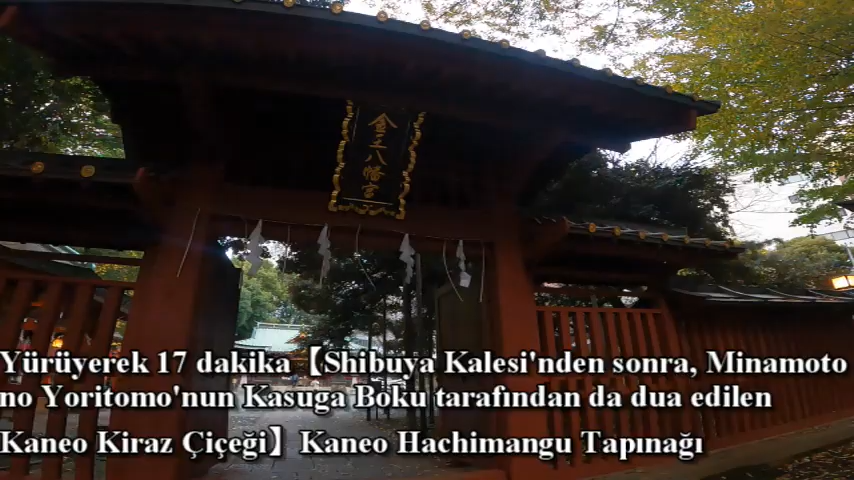 金王八幡宮
Yürüyerek 17 dakika【Shibuya Kalesi'nden sonra, Minamoto
no Yoritomo'nun Kasuga Boku tarafından da dua edilen
Kaneo Kiraz Çiçeği】 Kaneo Hachimangu Tapınağı